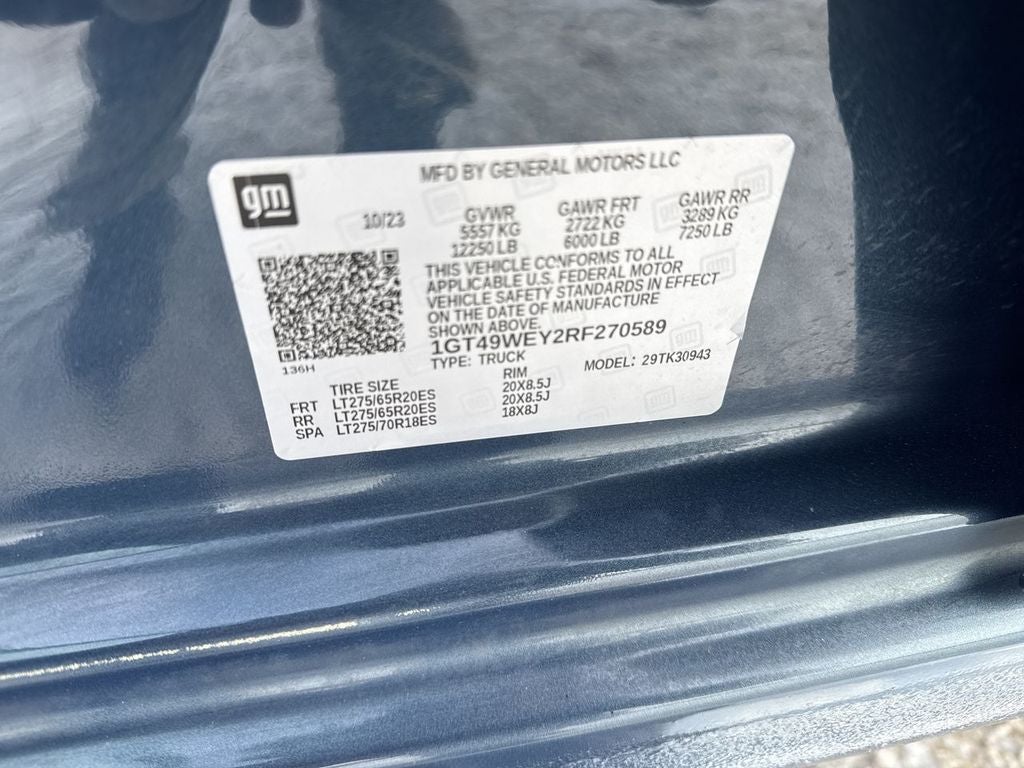 gm
MFD BY GENERAL MOTORS LLC
10/23
GVWR GAWR FRT GAWR RR
5557 KG 2722 KG 3289 KG
12250 LB 6000 LB 7250 LB
THIS VEHICLE CONFORMS TO ALL
APPLICABLE U.S. FEDERAL MOTOR
VEHICLE SAFETY STANDARDS IN EFFECT
ON THE DATE OF MANUFACTURE
SHOWN ABOVE.
1GT49WEY2RF270589
TYPE: TRUCK MODEL: 29TK30943
136H
TIRE SIZE RIM
FRT LT275/65R20ES 20X8.5J
RR LT275/65R20ES 20X8.5J
SPA LT275/70R18ES 18X8J